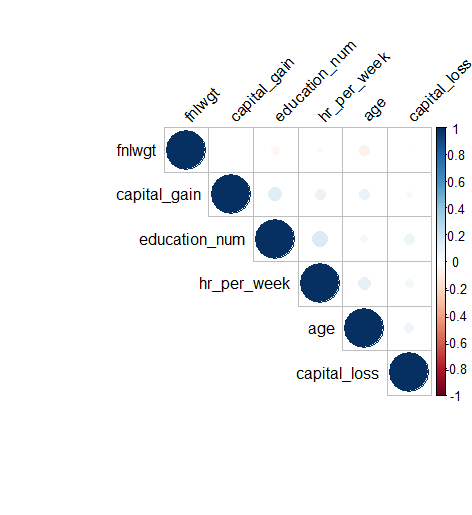 fnlwgt
capital_gain
education_num
hr_per_week
age
capital_loss
fnlwgt
capital_gain
education_num
hr_per_week
age
capital_loss
1
0.8
0.6
0.4
0.2
0
-0.2
-0.4
-0.6
-0.8
-1